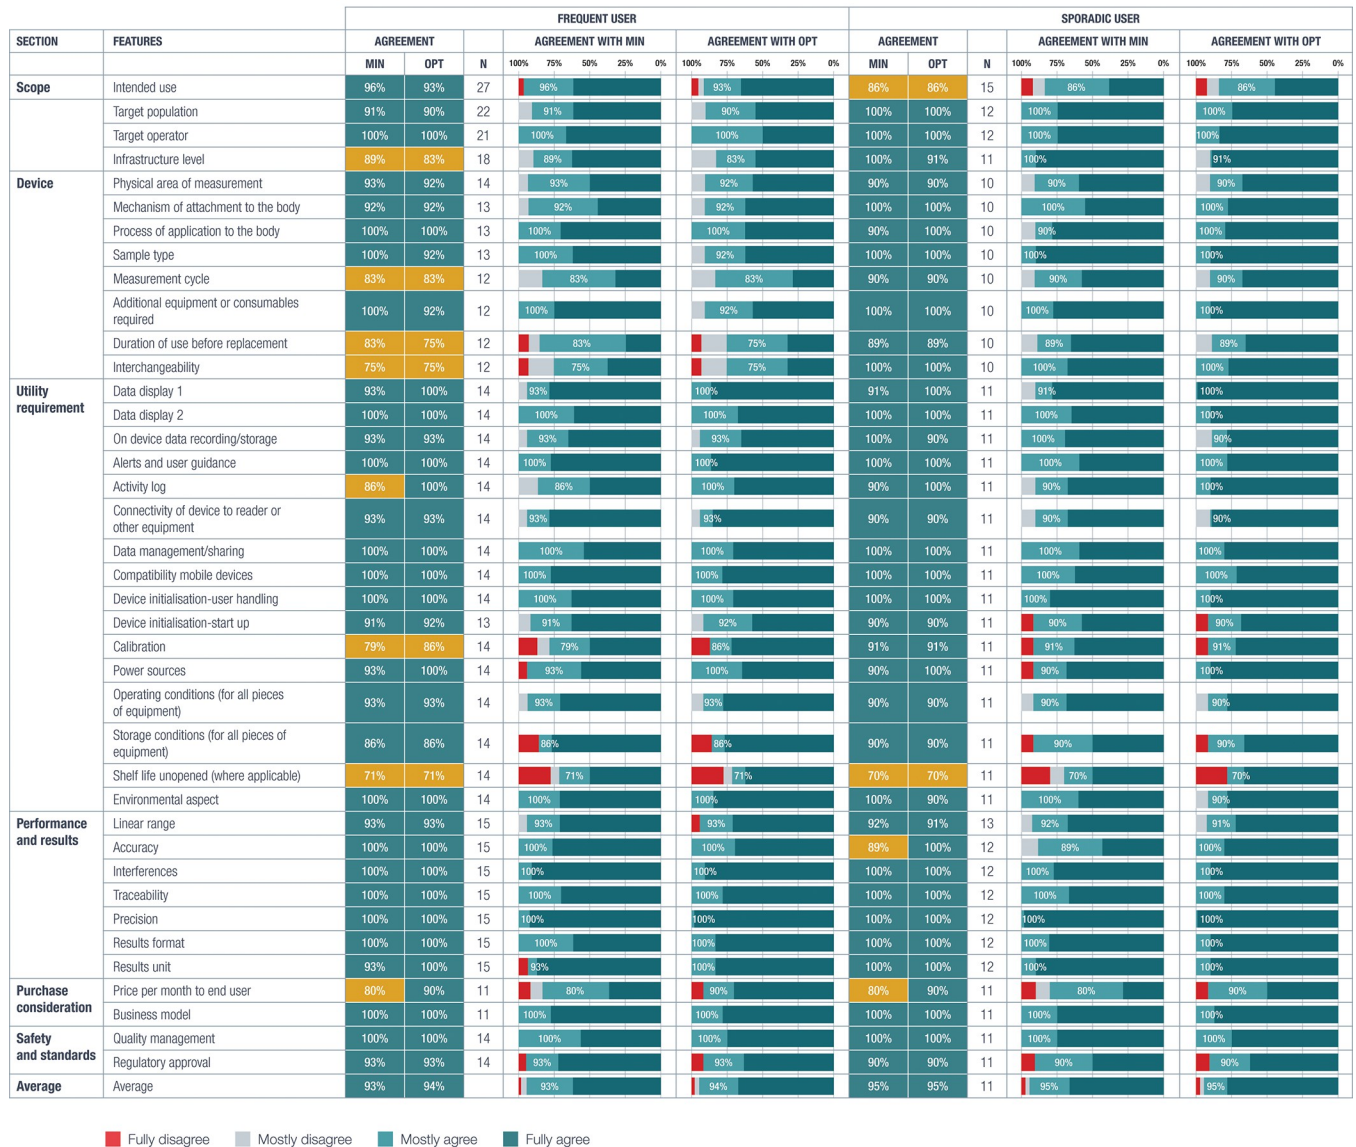 FREQUENT USER SPORADIC USER
SECTION FEATURES AGREEMENT AGREEMENT WITH MIN AGREEMENT WITH OPT AGREEMENT AGREEMENT WITH MIN AGREEMENT WITH OPT
MIN OPT N 100% 75% 50% 25% 0% 100% 75% 50% 25% 0% MIN OPT N 100% 75% 50% 25% 0% 100% 75% 50% 25% 0%
Scope Intended use 96% 93% 27 96% 93% 86% 86% 15 86% 86%
Target population 91% 90% 22 91% 90% 100% 100% 12 100% 100%
Target operator 100% 100% 21 100% 100% 100% 100% 12 100% 100%
Infrastructure level 89% 83% 18 89% 83% 100% 91% 11 100% 91%
Device Physical area of measurement 93% 92% 14 93% 92% 90% 90% 10 90% 90%
Mechanism of attachment to the body 92% 92% 13 92% 92% 100% 100% 10 100% 100%
Process of application to the body 100% 100% 13 100% 100% 100% 100% 10 90% 100%
Sample type 100% 92% 13 100% 92% 100% 100% 10 100% 100%
Measurement cycle 83% 83% 12 83% 83% 90% 90% 10 90% 90%
Additional equipment or consumables
required 100% 92% 12 100% 92% 100% 100% 10 100% 100%
Duration of use before replacement 83% 75% 12 83% 75% 89% 89% 10 89% 89%
Interchangeability 75% 75% 12 75% 75% 100% 100% 10 100% 100%
Utility Data display 1 93% 100% 14 93% 100% 91% 100% 11 91% 100%
requirement Data display 2 100% 100% 14 100% 100% 100% 100% 11 100% 100%
On device data recording/storage 93% 93% 14 93% 93% 100% 90% 11 100% 90%
Alerts and user guidance 100% 100% 14 100% 100% 100% 100% 11 100% 100%
Activity log 86% 100% 14 86% 100% 90% 100% 11 90% 100%
Connectivity of device to reader or
other equipment 93% 93% 14 93% 93% 90% 90% 11 90% 90%
Data management/sharing 100% 100% 14 100% 100% 100% 100% 11 100% 100%
Compatibility mobile devices 100% 100% 14 100% 100% 100% 100% 11 100% 100%
Device initialisation-user handling 100% 100% 14 100% 100% 100% 100% 11 100% 100%
Device initialisation-start up 91% 92% 13 91% 92% 90% 90% 11 90% 90%
Calibration 79% 86% 14 79% 86% 91% 91% 11 91% 91%
Power sources 93% 100% 14 93% 100% 90% 100% 11 90% 100%
Operating conditions (for all pieces
of equipment) 93% 93% 14 93% 93% 90% 90% 11 90% 90%
Storage conditions (for all pieces of
equipment) 86% 86% 14 86% 86% 90% 90% 11 90% 90%
Shelf life unopened (where applicable) 71% 71% 14 71% 71% 70% 70% 11 70% 70%
Environmental aspect 100% 100% 14 100% 100% 100% 90% 11 100% 90%
Performance Linear range 93% 93% 15 93% 93% 92% 91% 13 92% 91%
and results Accuracy 100% 100% 15 100% 100% 89% 100% 12 89% 100%
Interferences 100% 100% 15 100% 100% 100% 100% 12 100% 100%
Traceability 100% 100% 15 100% 100% 100% 100% 12 100% 100%
Precision 100% 100% 15 100% 100% 100% 100% 12 100% 100%
Results format 100% 100% 15 100% 100% 100% 100% 12 100% 100%
Results unit 93% 100% 15 93% 100% 100% 100% 12 100% 100%
Purchase Price per month to end user 80% 90% 11 80% 90% 80% 90% 11 80% 90%
consideration Business model 100% 100% 11 100% 100% 100% 100% 11 100% 100%
Safety Quality management 100% 100% 14 100% 100% 100% 100% 11 100% 100%
and standards Regulatory approval 93% 93% 14 93% 93% 90% 90% 11 90% 90%
Average Average 93% 94% 93% 94% 95% 95% 11 95% 95%
Fully disagree Mostly disagree Mostly agree Fully agree